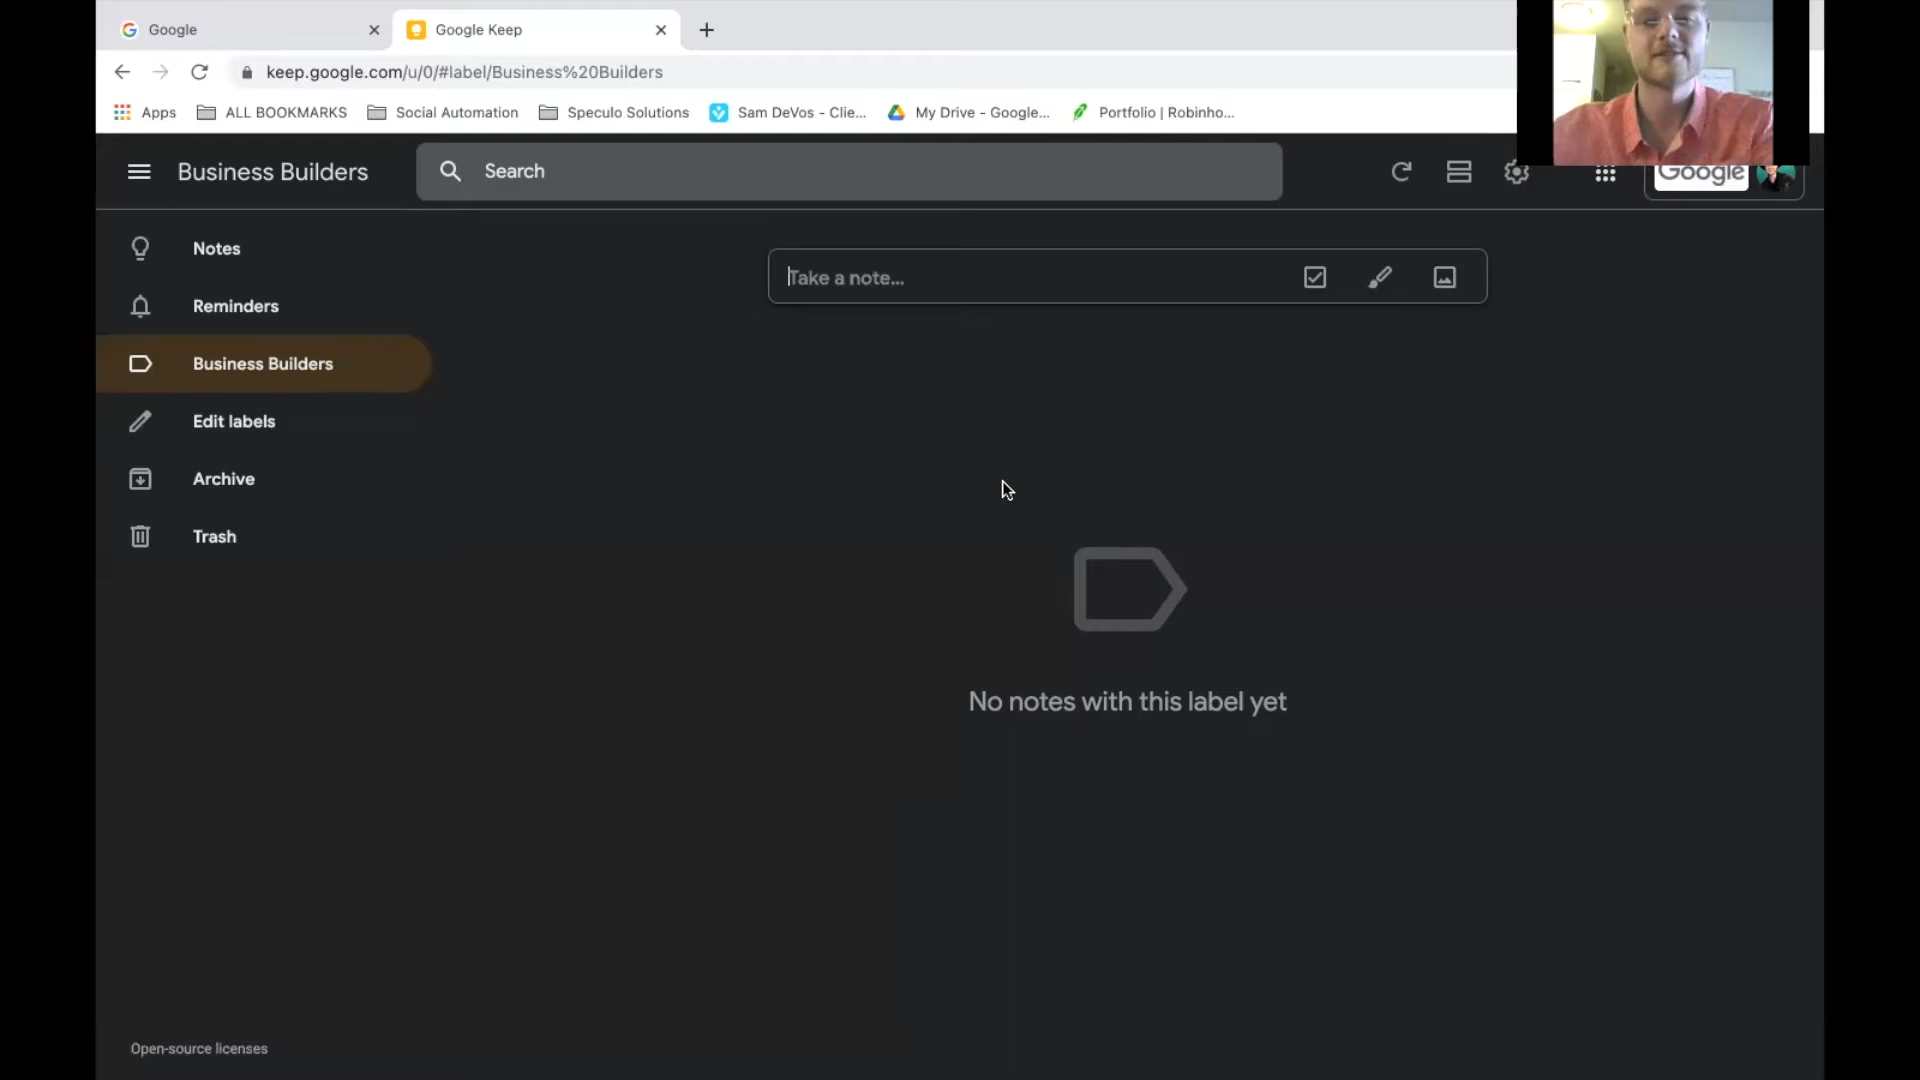 Google
Google Keep
keep.google.com/u/0/#label/Business%20Builders
Apps
ALL BOOKMARKS
Social Automation
Speculo Solutions
Sam DeVos - Clie...
My Drive - Google...
Portfolio | Robinho...
Business Builders
Search
Google
Notes
Take a note...
Reminders
Business Builders
Edit labels
Archive
Trash
No notes with this label yet
Open-source licenses